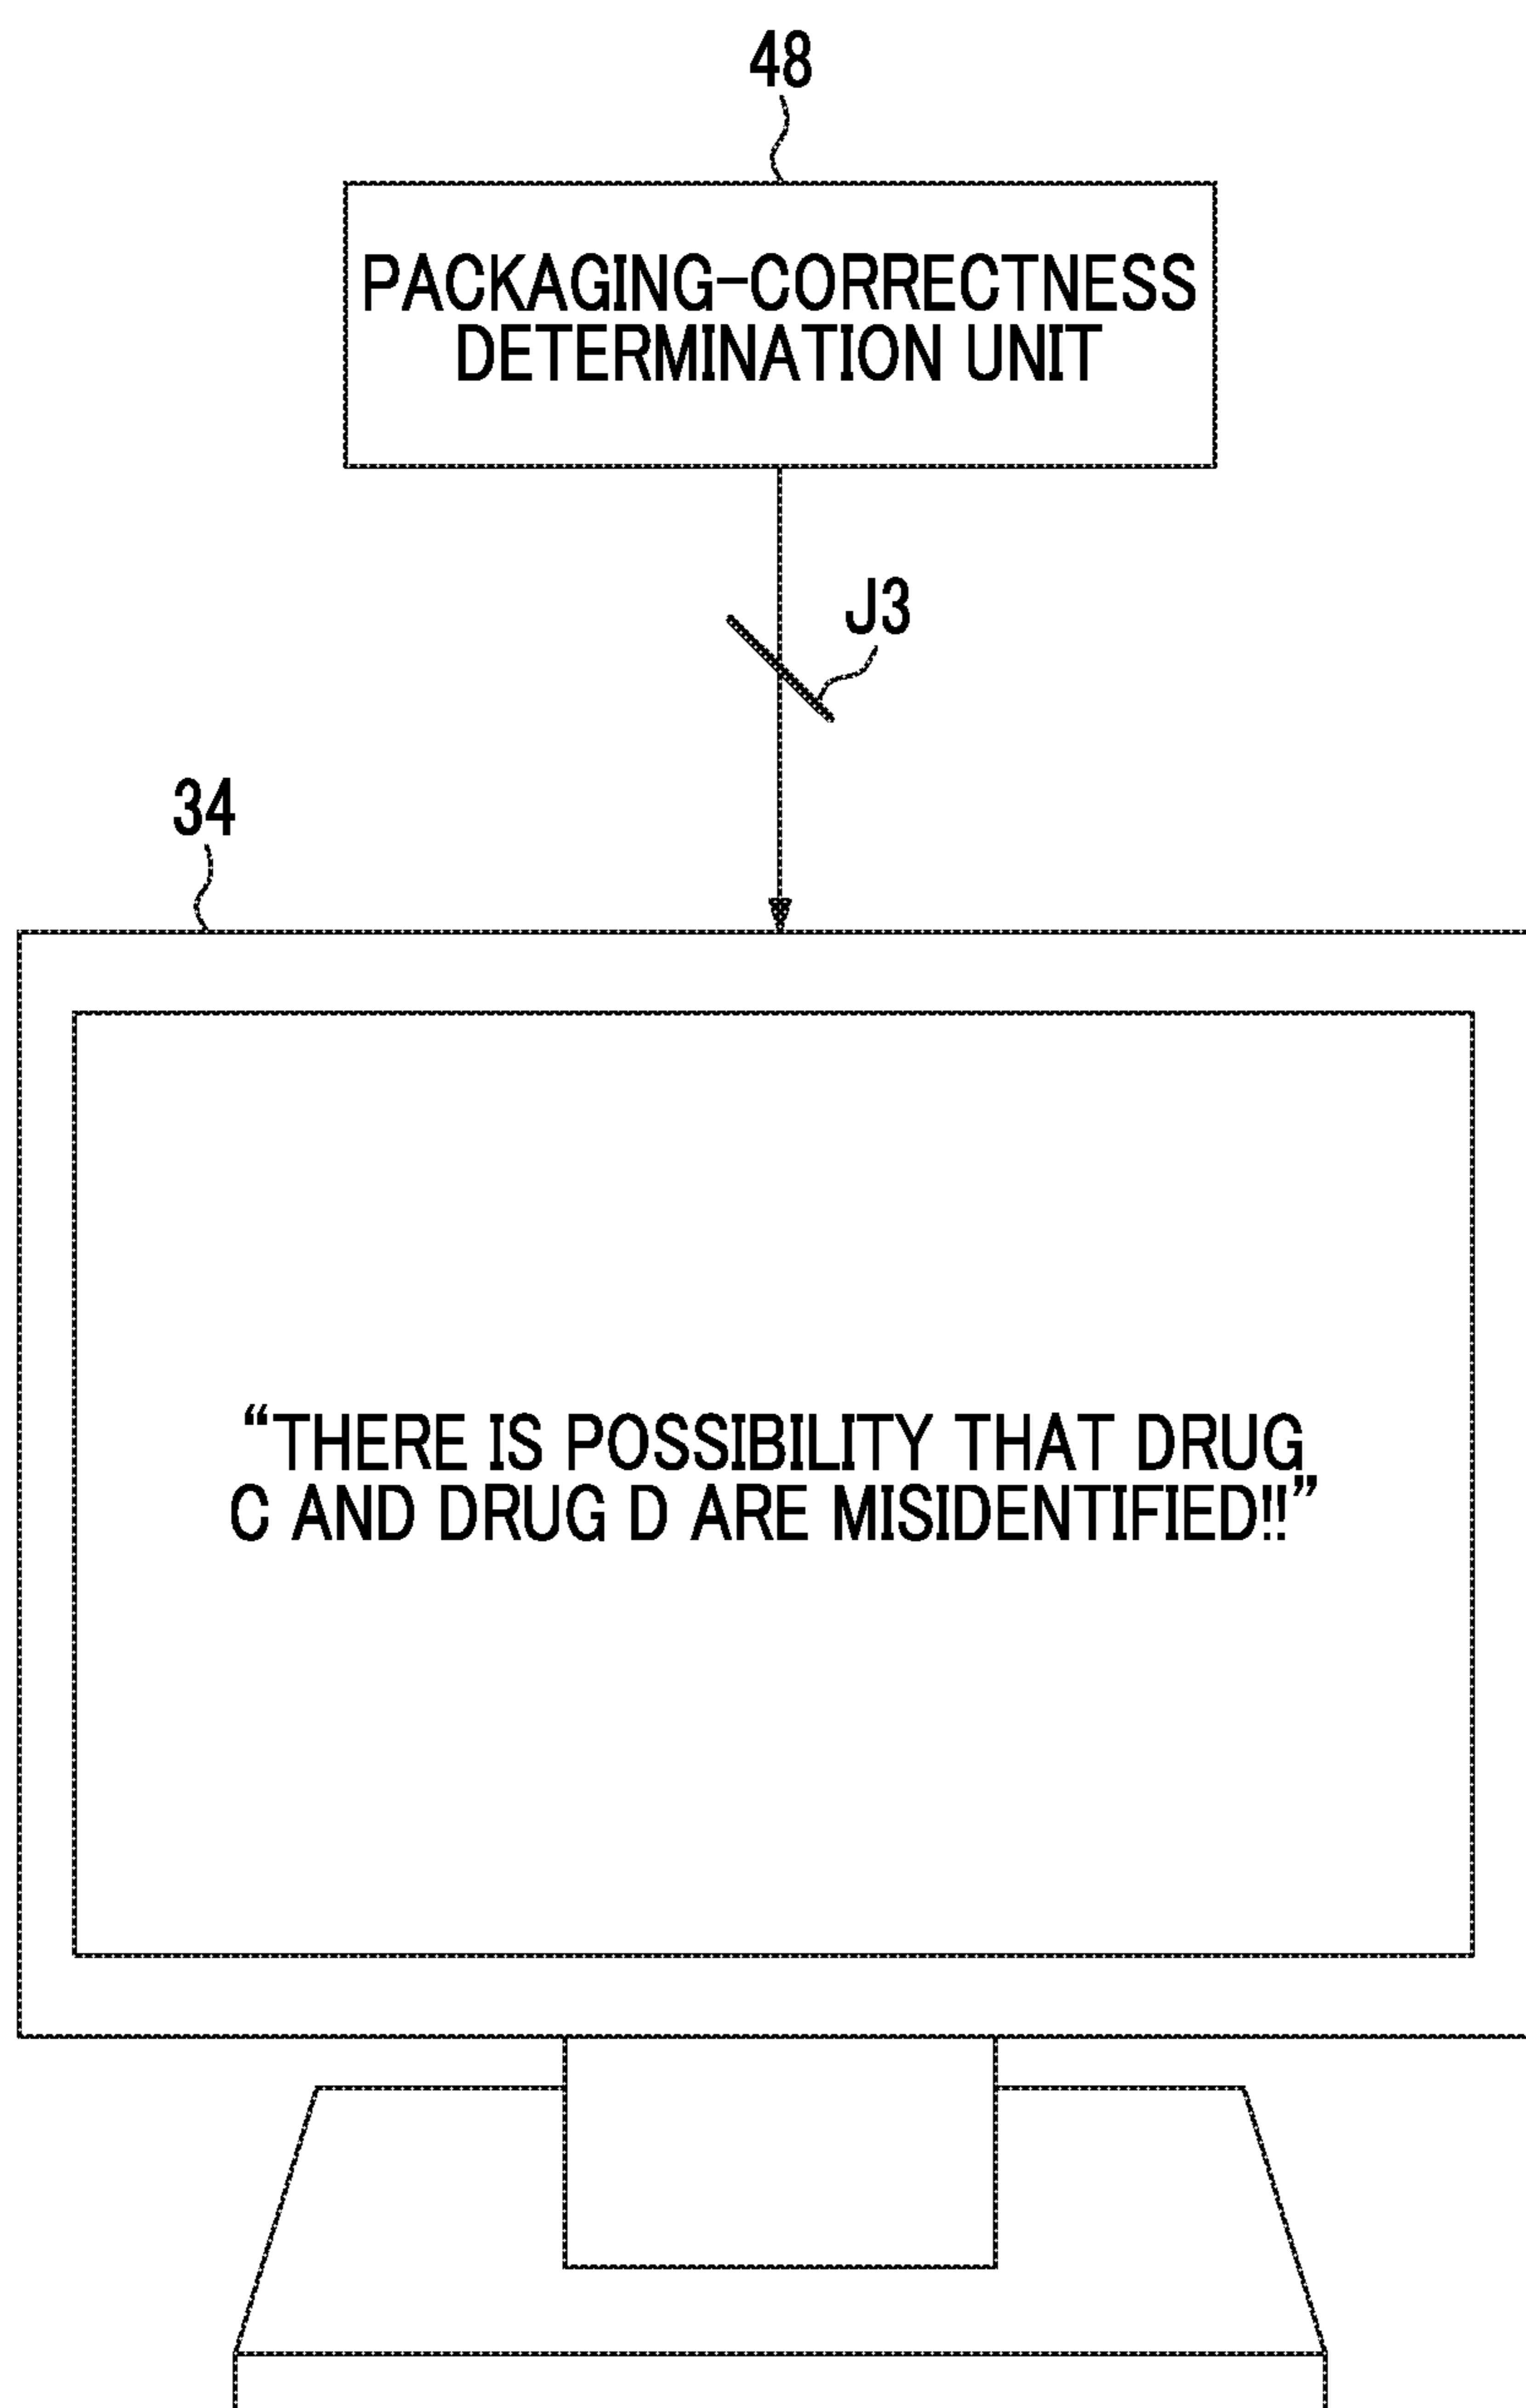 48
PACKAGING-CORRECTNESS
DETERMINATION UNIT
J3
34
“THERE IS POSSIBILITY THAT DRUG
C AND DRUG D ARE MISIDENTIFIED!!”